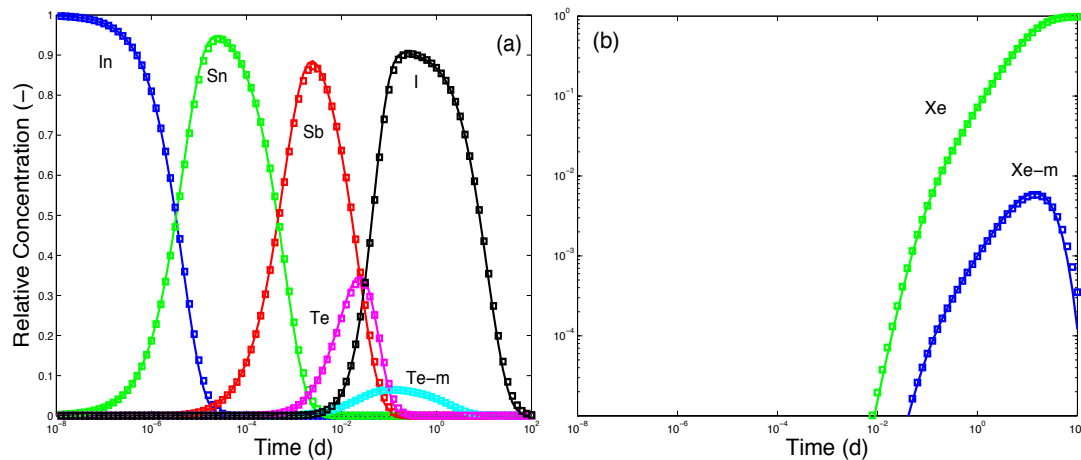 (a)
(b)
In
Sn
Sb
I
Te
Te-m
Xe
Xe-m
Relative Concentration (−)
1
0.9
0.8
0.7
0.6
0.5
0.4
0.3
0.2
0.1
0
10^-8
10^-6
10^-4
10^-2
10^0
10^2
Time (d)
10^0
10^-1
10^-2
10^-3
10^-4
10^-8
10^-6
10^-4
10^-2
10^0
10
Time (d)